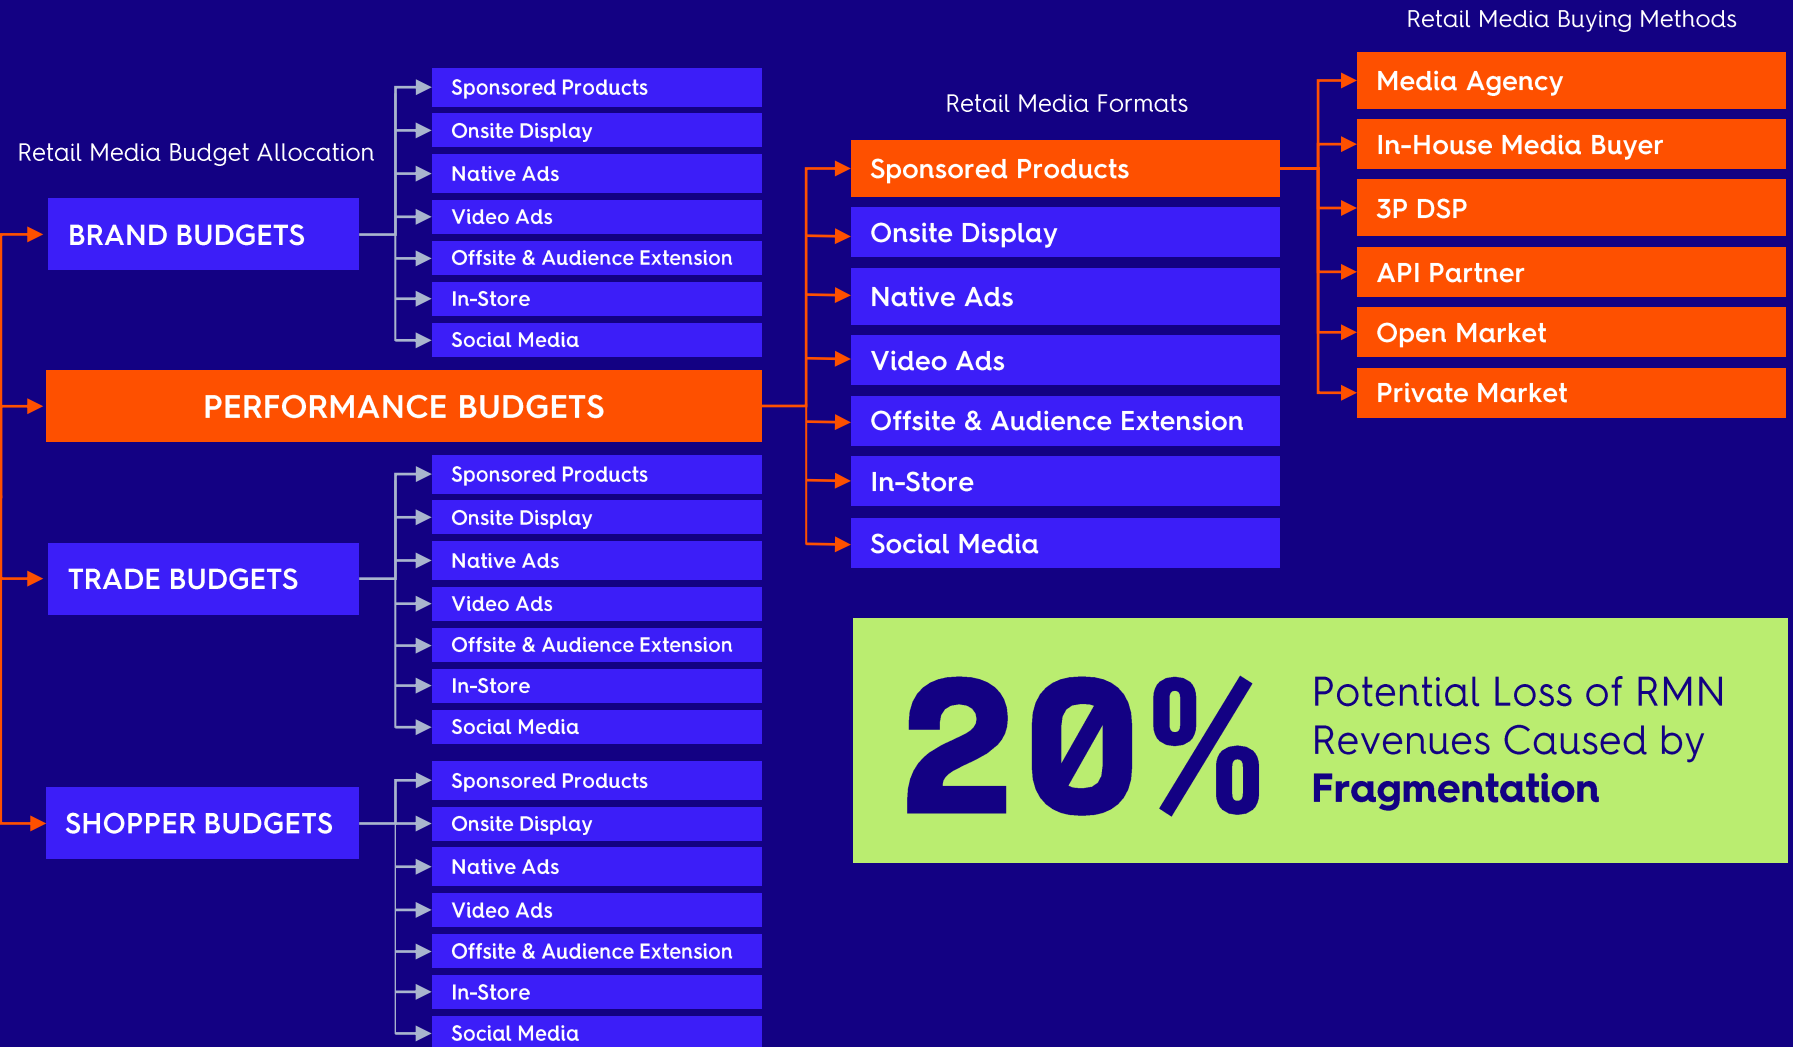 Retail Media Budget Allocation
BRAND BUDGETS
Sponsored Products
Onsite Display
Native Ads
Video Ads
Offsite & Audience Extension
In-Store
Social Media
PERFORMANCE BUDGETS
TRADE BUDGETS
Sponsored Products
Onsite Display
Native Ads
Video Ads
Offsite & Audience Extension
In-Store
Social Media
SHOPPER BUDGETS
Sponsored Products
Onsite Display
Native Ads
Video Ads
Offsite & Audience Extension
In-Store
Social Media
Retail Media Formats
Sponsored Products
Onsite Display
Native Ads
Video Ads
Offsite & Audience Extension
In-Store
Social Media
Retail Media Buying Methods
Media Agency
In-House Media Buyer
3P DSP
API Partner
Open Market
Private Market
20%
Potential Loss of RMN
Revenues Caused by
Fragmentation